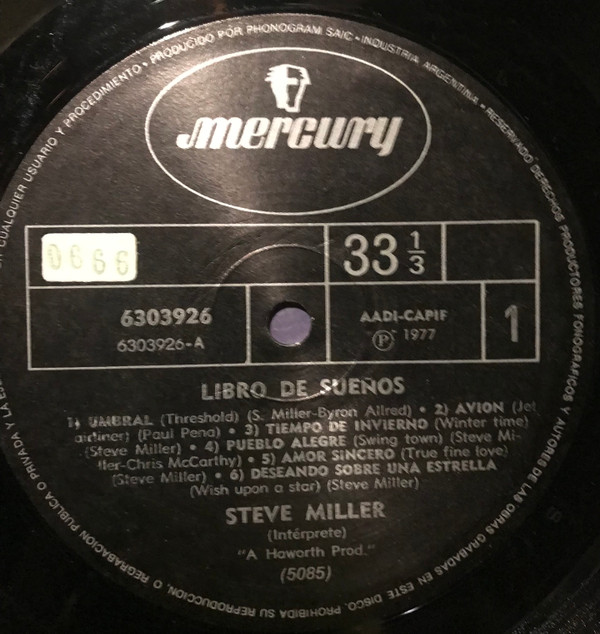 EN CUALQUIER USUARIO Y PROCEDIMIENTO • PRODUCIDO POR PHONOGRAM SAIC • INDUSTRIA ARGENTINA • RESERVADO DERECHOS PRODUCTORES FONOGRAFICOS Y AUTORES DE LAS OBRAS GRABADAS EN ESTE DISCO. PROHIBIDA SU REPRODUCCION, O REGRABACION PUBLICA O PRIVADA Y LA
mercury
0666
33 1/3
6303926
6303926-A
AADI-CAPIF
Ⓟ 1977
1
LIBRO DE SUEÑOS
1) UMBRAL (Threshold) (S. Miller-Byron Allred) • 2) AVION (Jet
airliner) (Paul Pena) • 3) TIEMPO DE INVIERNO (Winter time)
(Steve Miller) • 4) PUEBLO ALEGRE (Swing town) (Steve Mi-
ller-Chris McCarthy) • 5) AMOR SINCERO (True fine love)
(Steve Miller) • 6) DESEANDO SOBRE UNA ESTRELLA
(Wish upon a star) (Steve Miller)
STEVE MILLER
(Intérprete)
"A Haworth Prod."
(5085)